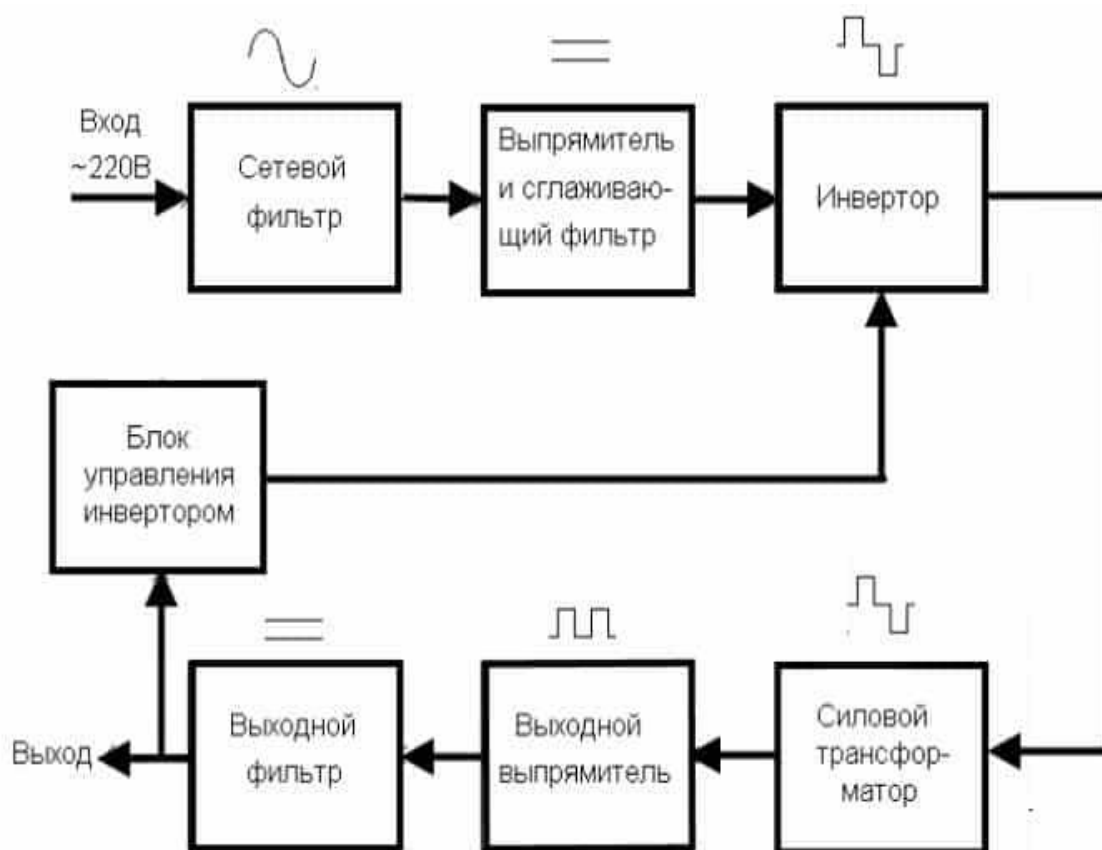 Вход
~220В
Сетевой
фильтр
Выпрямитель
и сглаживаю-
щий фильтр
Инвертор
Блок
управления
инвертором
Выход
Выходной
фильтр
Выходной
выпрямитель
Силовой
трансфор-
матор